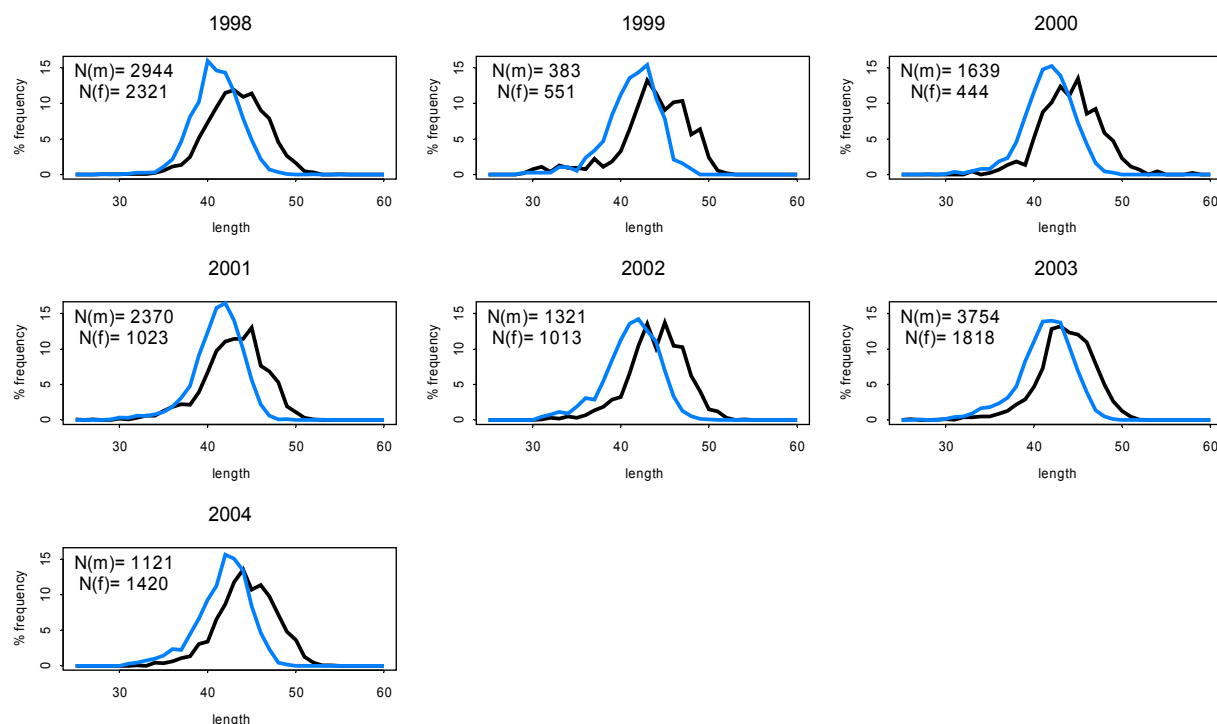 1998
N(m)= 2944
N(f)= 2321
% frequency
0 5 10 15
30 40 50 60
length
1999
N(m)= 383
N(f)= 551
% frequency
0 5 10 15
30 40 50 60
length
2000
N(m)= 1639
N(f)= 444
% frequency
0 5 10 15
30 40 50 60
length
2001
N(m)= 2370
N(f)= 1023
% frequency
0 5 10 15
30 40 50 60
length
2002
N(m)= 1321
N(f)= 1013
% frequency
0 5 10 15
30 40 50 60
length
2003
N(m)= 3754
N(f)= 1818
% frequency
0 5 10 15
30 40 50 60
length
2004
N(m)= 1121
N(f)= 1420
% frequency
0 5 10 15
30 40 50 60
length